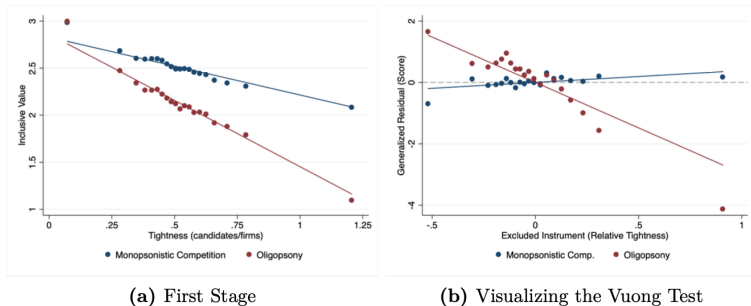 3
2.5
2
1.5
1
Inclusive Value
0
.25
.5
.75
1
1.25
Tightness (candidates/firms)
Monopsonistic Competition Oligopsony
(a) First Stage
2
0
-2
-4
Generalized Residual (Score)
-.5
0
.5
1
Excluded Instrument (Relative Tightness)
Monopsonistic Comp. Oligopsony
(b) Visualizing the Vuong Test